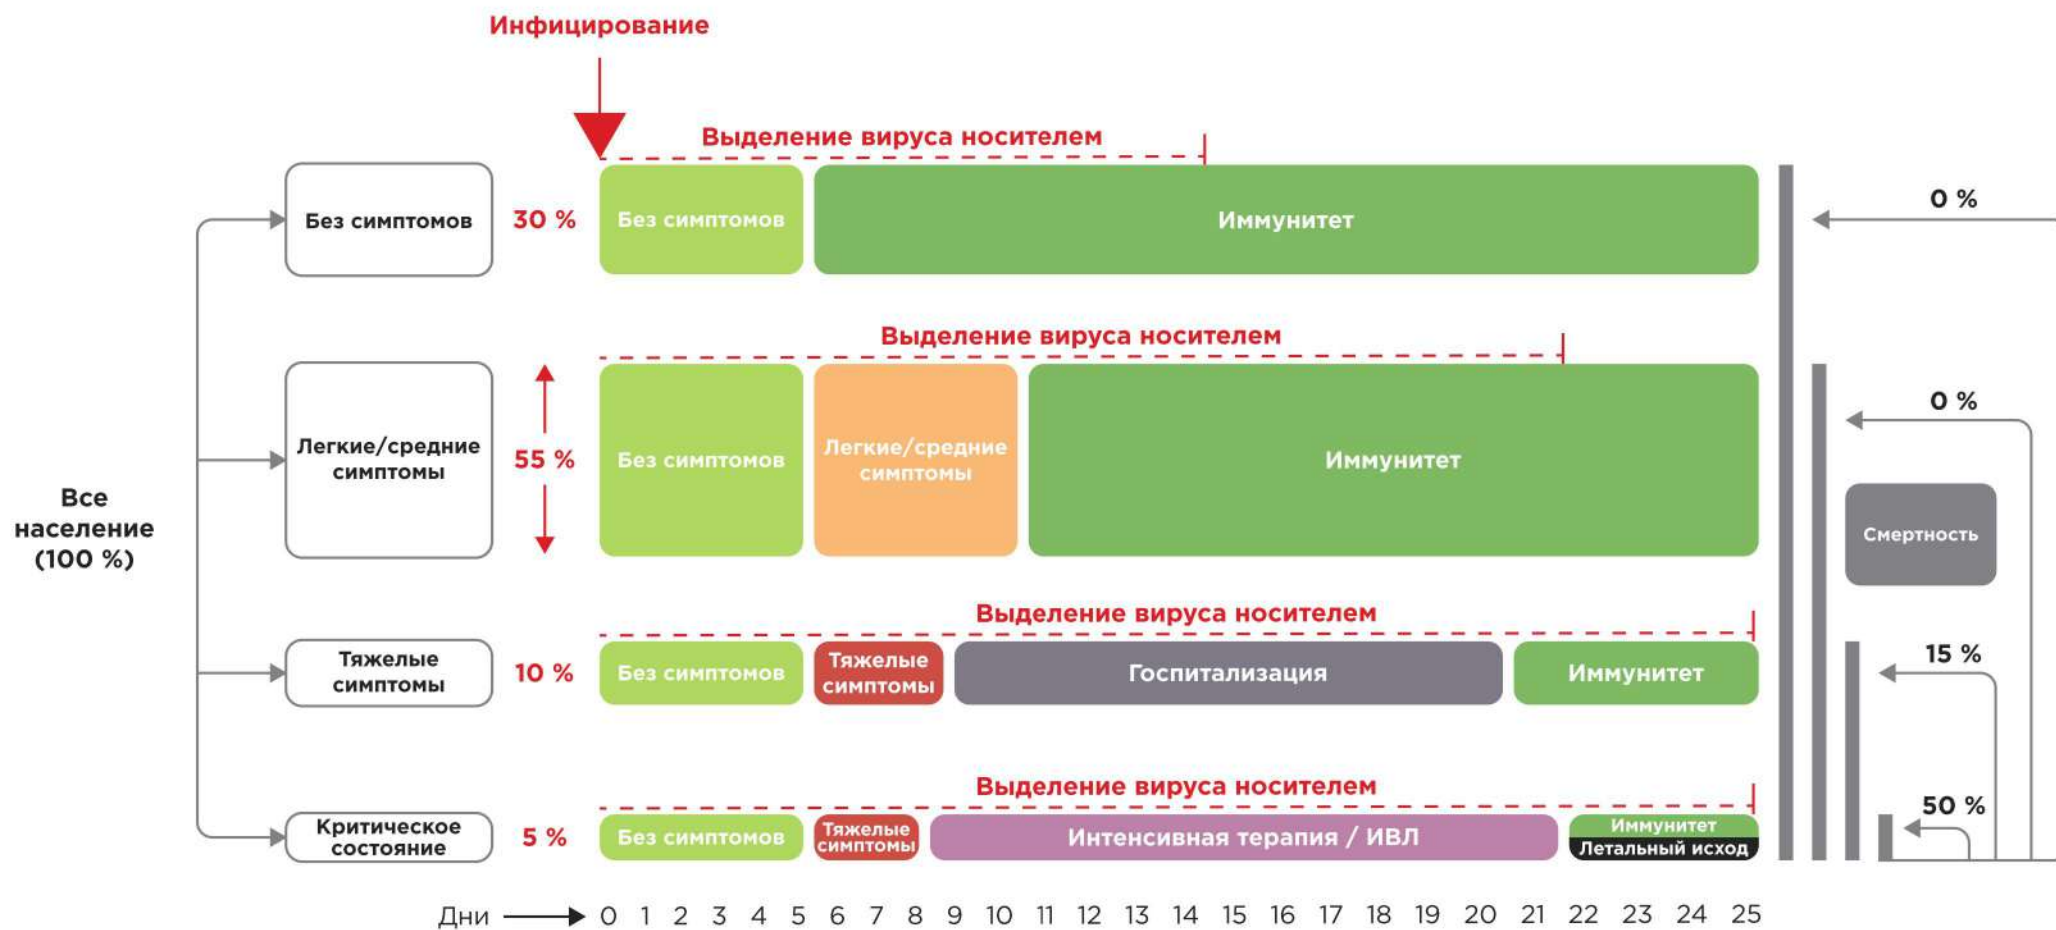 Инфицирование
Выделение вируса носителем
Без симптомов
30 %
Без симптомов
Иммунитет
0 %
Выделение вируса носителем
Легкие/средние
симптомы
55 %
Без симптомов
Легкие/средние
симптомы
Иммунитет
0 %
Все
население
(100 %)
Смертность
Выделение вируса носителем
Тяжелые
симптомы
10 %
Без симптомов
Тяжелые
симптомы
Госпитализация
Иммунитет
15 %
Выделение вируса носителем
Критическое
состояние
5 %
Без симптомов
Тяжелые
симптомы
Интенсивная терапия / ИВЛ
Иммунитет
Летальный исход
50 %
Дни 0 1 2 3 4 5 6 7 8 9 10 11 12 13 14 15 16 17 18 19 20 21 22 23 24 25